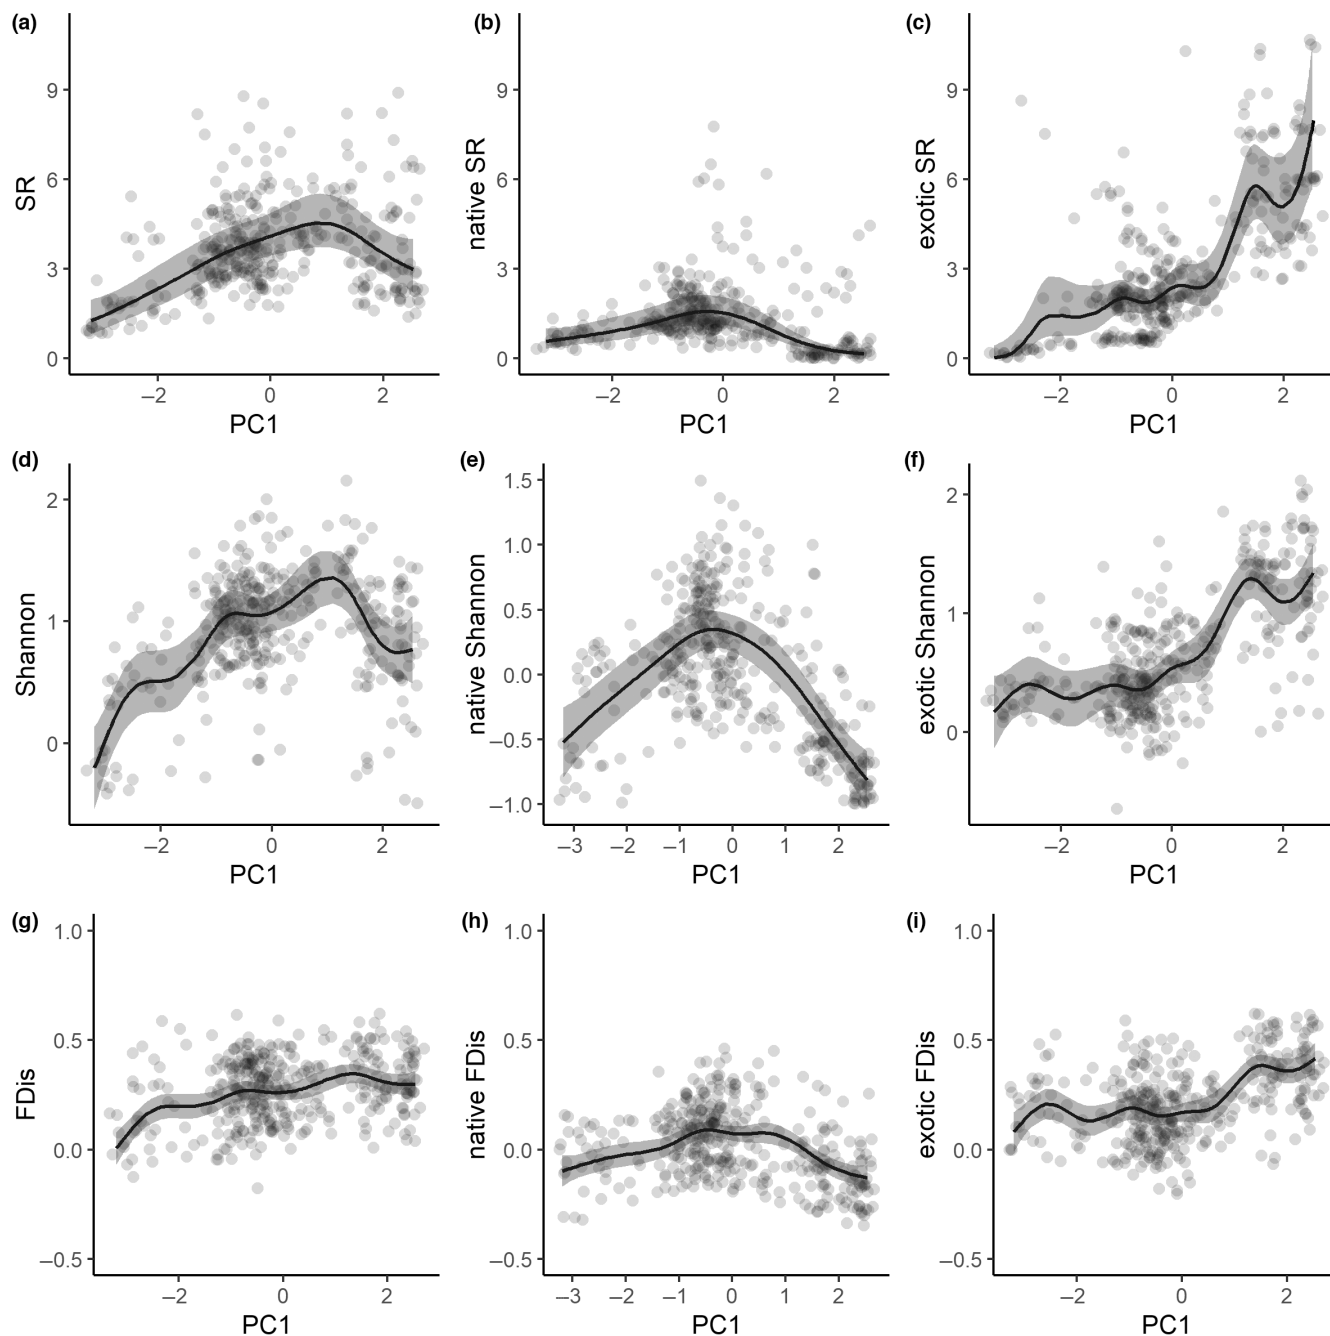 (a) (b) (c)
SR
9
6
3
0
–2 0 2
PC1
native SR
9
6
3
0
–2 0 2
PC1
exotic SR
9
6
3
0
–2 0 2
PC1
(d) (e) (f)
Shannon
2
1
0
–2 0 2
PC1
native Shannon
1.5
1.0
0.5
0.0
–0.5
–1.0
–3 –2 –1 0 1 2
PC1
exotic Shannon
2
1
0
–2 0 2
PC1
(g) (h) (i)
FDis
1.0
0.5
0.0
–0.5
–2 0 2
PC1
native FDis
1.0
0.5
0.0
–0.5
–3 –2 –1 0 1 2
PC1
exotic FDis
1.0
0.5
0.0
–0.5
–2 0 2
PC1